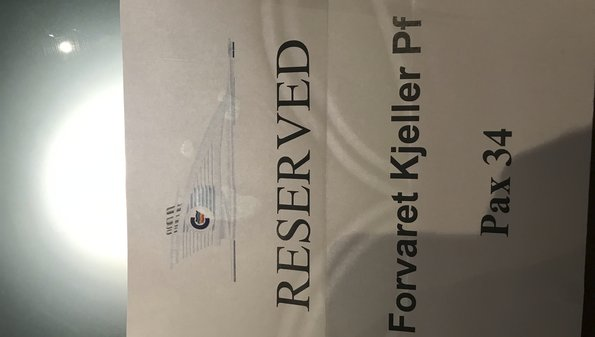 RESERVED
Forvaret Kjeller Pf
Pax 34